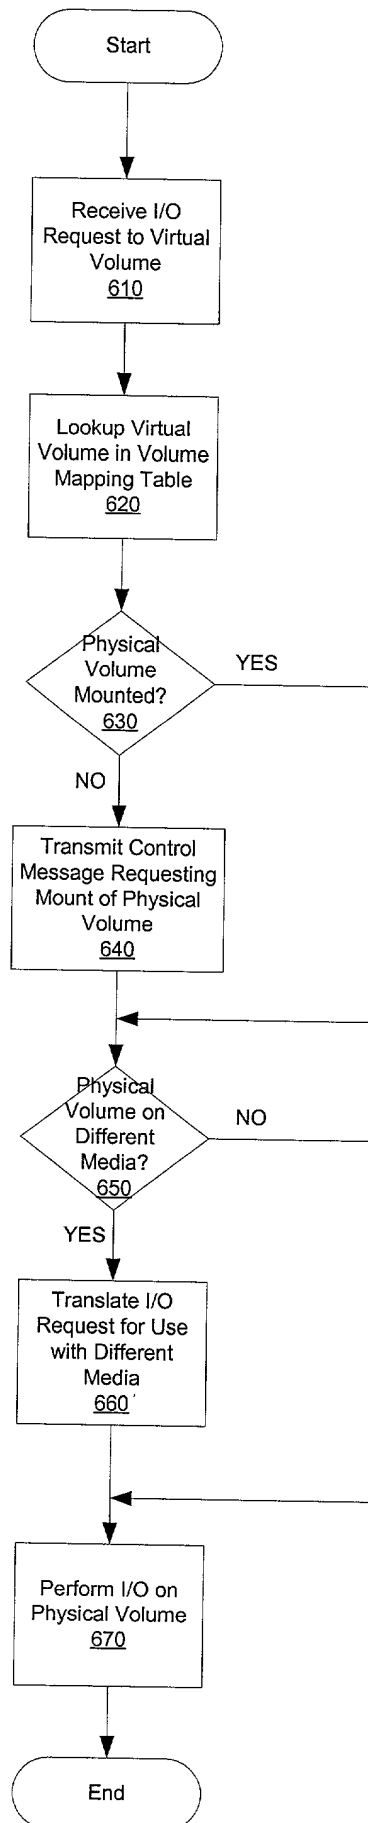 Start
Receive I/O
Request to Virtual
Volume
610
Lookup Virtual
Volume in Volume
Mapping Table
620
Physical
Volume
Mounted?
630
YES
NO
Transmit Control
Message Requesting
Mount of Physical
Volume
640
Physical
Volume on
Different
Media?
650
NO
YES
Translate I/O
Request for Use
with Different
Media
660
Perform I/O on
Physical Volume
670
End